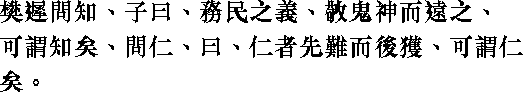 樊遲問知、子曰、務民之義、敬鬼神而遠之、
可謂知矣、問仁、曰、仁者先難而後獲、可謂仁
矣。